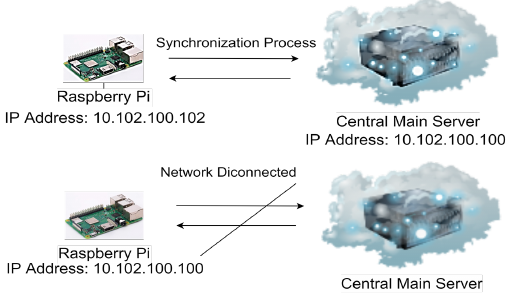 Synchronization Process
Raspberry Pi
IP Address: 10.102.100.102
Central Main Server
IP Address: 10.102.100.100
Network Diconnected
Raspberry Pi
IP Address: 10.102.100.100
Central Main Server